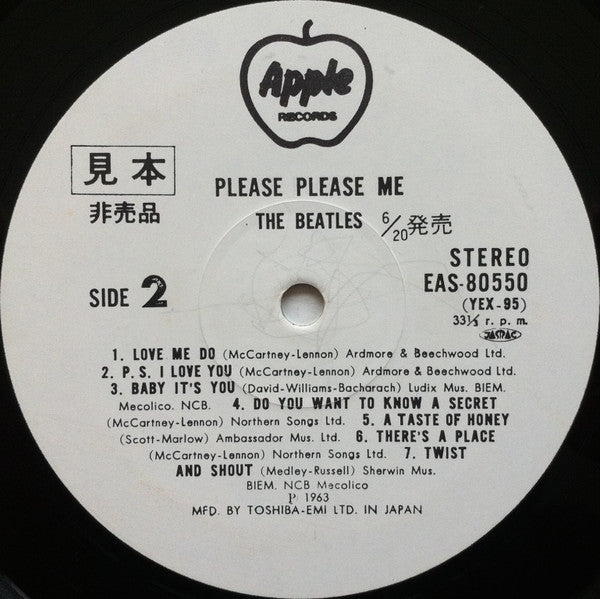 Apple
RECORDS
見本
非売品
PLEASE PLEASE ME
THE BEATLES 6/20発売
STEREO
EAS-80550
(YEX-95)
33⅓ r. p. m.
JASRAC
SIDE 2
1. LOVE ME DO (McCartney-Lennon) Ardmore & Beechwood Ltd.
2. P.S. I LOVE YOU (McCartney-Lennon) Ardmore & Beechwood Ltd.
3. BABY IT'S YOU (David-Williams-Bacharach) Ludix Mus. BIEM.
Mecolico. NCB. 4. DO YOU WANT TO KNOW A SECRET
(McCartney-Lennon) Northern Songs Ltd. 5. A TASTE OF HONEY
(Scott-Marlow) Ambassador Mus. Ltd. 6. THERE'S A PLACE
(McCartney-Lennon) Northern Songs Ltd. 7. TWIST
AND SHOUT (Medley-Russell) Sherwin Mus.
BIEM. NCB Mecolico
℗ 1963
MFD. BY TOSHIBA-EMI LTD. IN JAPAN